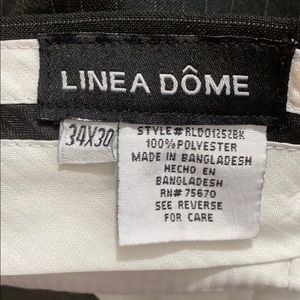 LINEA DÔME
34X30
STYLE# RLD01252BK
100% POLYESTER
MADE IN BANGLADESH
HECHO EN
BANGLADESH
RN# 75670
SEE REVERSE
FOR CARE